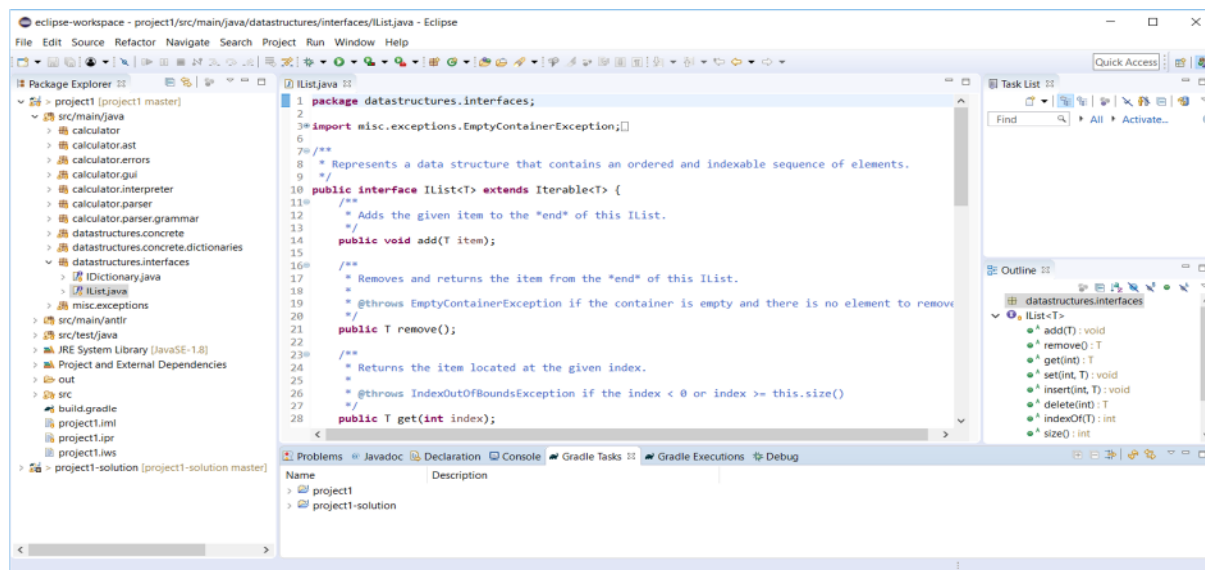 eclipse-workspace - project1/src/main/java/datastructures/interfaces/IList.java - Eclipse
File Edit Source Refactor Navigate Search Project Run Window Help
Quick Access
Package Explorer
> project1 [project1 master]
src/main/java
> calculator
> calculator.ast
> calculator.errors
> calculator.gui
> calculator.interpreter
> calculator.parser
> calculator.parser.grammar
> datastructures.concrete
> datastructures.concrete.dictionaries
datastructures.interfaces
> IDictionary.java
> IList.java
> misc.exceptions
> src/main/antlr
> src/test/java
> JRE System Library [JavaSE-1.8]
> Project and External Dependencies
> out
> src
build.gradle
project1.iml
project1.ipr
project1.iws
> project1-solution [project1-solution master]
IList.java
1 package datastructures.interfaces;
2
3 import misc.exceptions.EmptyContainerException;
6
7 /**
8 * Represents a data structure that contains an ordered and indexable sequence of elements.
9 */
10 public interface IList<T> extends Iterable<T> {
11 /**
12 * Adds the given item to the *end* of this IList.
13 */
14 public void add(T item);
15
16 /**
17 * Removes and returns the item from the *end* of this IList.
18 *
19 * @throws EmptyContainerException if the container is empty and there is no element to remove
20 */
21 public T remove();
22
23 /**
24 * Returns the item located at the given index.
25 *
26 * @throws IndexOutOfBoundsException if the index < 0 or index >= this.size()
27 */
28 public T get(int index);
Task List
Find All Activate...
Outline
datastructures.interfaces
IList<T>
add(T) : void
remove() : T
get(int) : T
set(int, T) : void
insert(int, T) : void
delete(int) : T
indexOf(T) : int
size() : int
Problems Javadoc Declaration Console Gradle Tasks Gradle Executions Debug
Name Description
> project1
> project1-solution